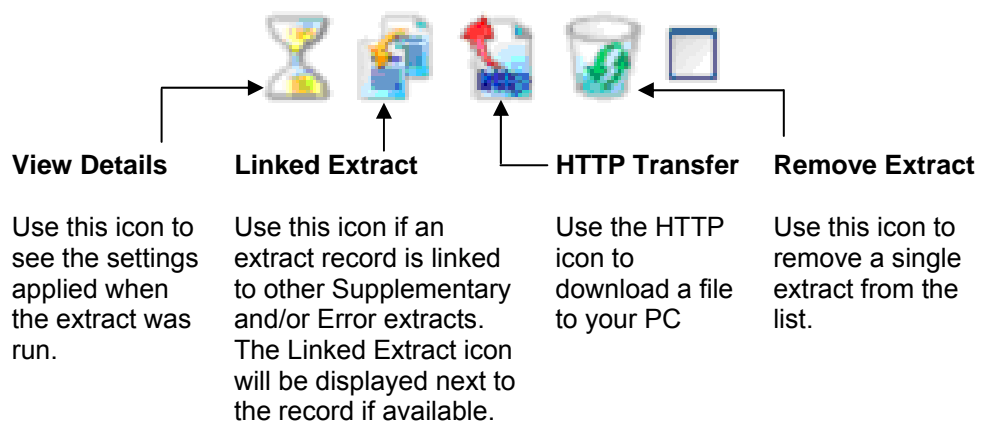 View Details
Use this icon to
see the settings
applied when
the extract was
run.
Linked Extract
Use this icon if an
extract record is linked
to other Supplementary
and/or Error extracts.
The Linked Extract icon
will be displayed next to
the record if available.
HTTP Transfer
Use the HTTP
icon to
download a file
to your PC
Remove Extract
Use this icon to
remove a single
extract from the
list.